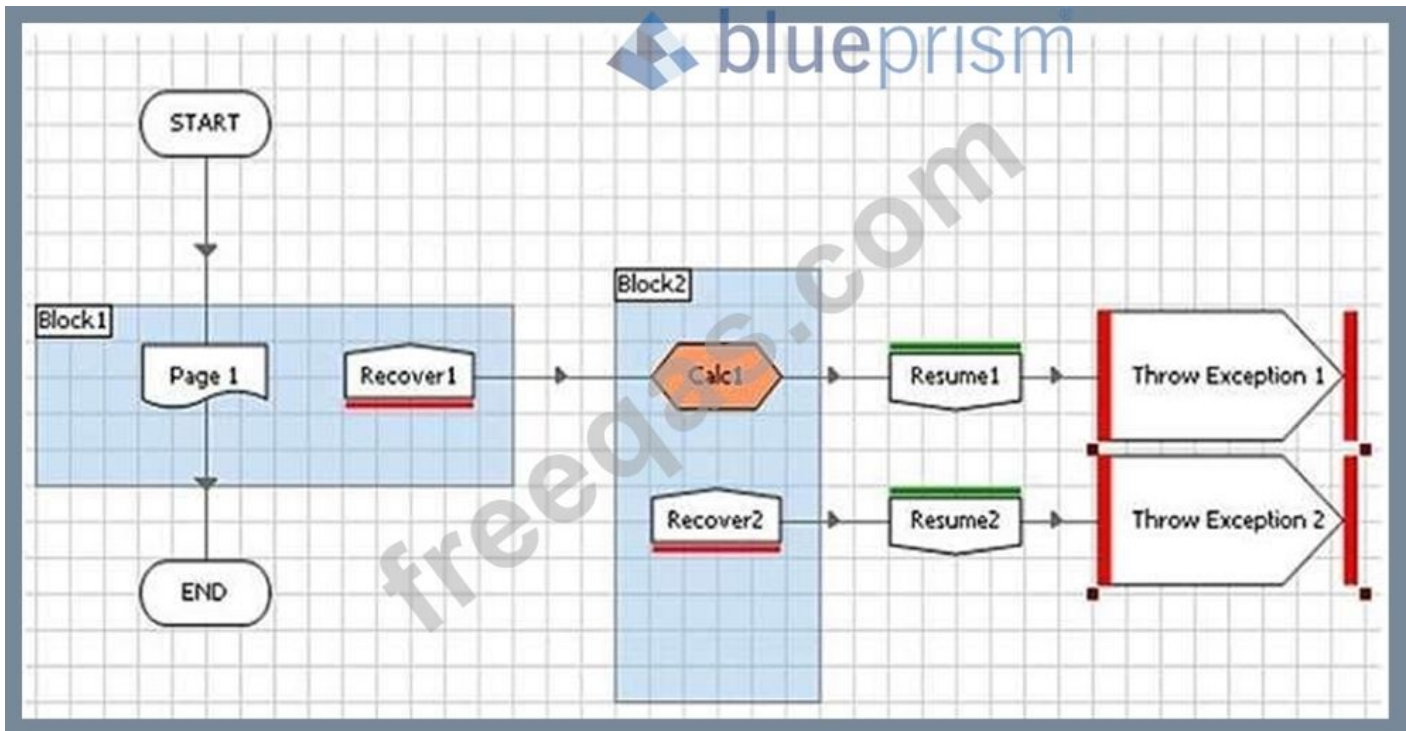 blueprism
START
Block1
Block2
Page 1
Recover1
Calc1
Resume1
Throw Exception 1
Recover2
Resume2
Throw Exception 2
END
freeqas.com